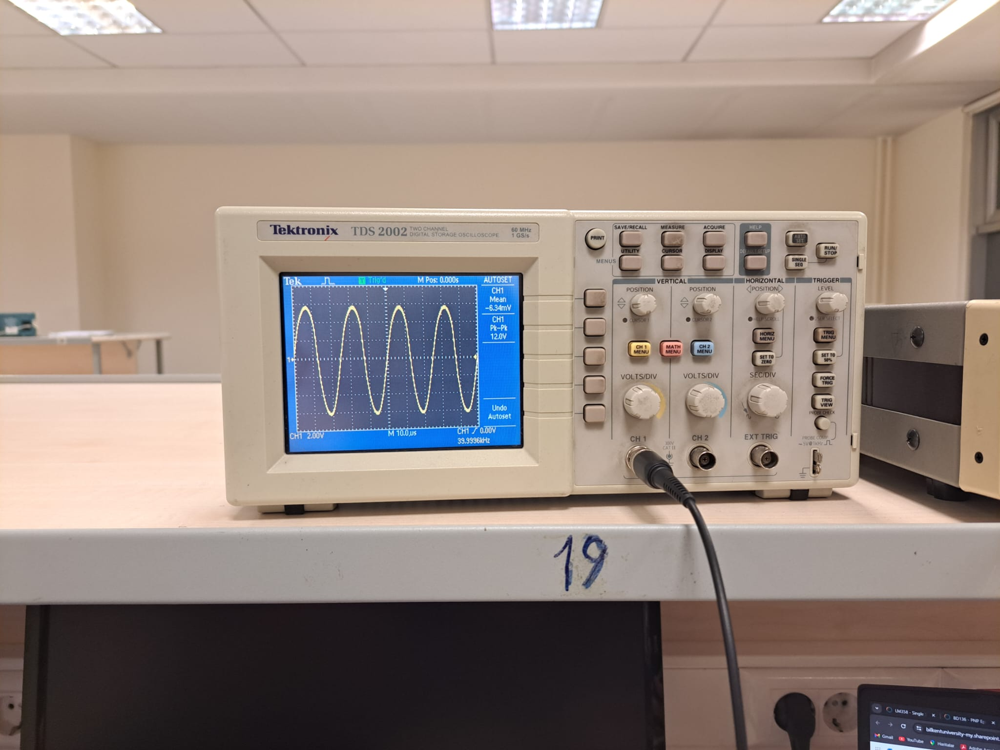 Tektronix TDS 2002 TWO CHANNEL DIGITAL STORAGE OSCILLOSCOPE
60 MHz
1 GS/s
Tek Trig'd M Pos: 0.000s AUTOSET
CH1
Mean
-6.34mV
CH1
Pk-Pk
12.0V
1
Undo
Autoset
CH1 2.00V M 10.0µs CH1 0.00V
39.9996kHz
PRINT
SAVE/RECALL MEASURE ACQUIRE HELP
AUTO SET
UTILITY CURSOR DISPLAY DEFAULT SETUP
MENUS
SINGLE SEQ
RUN/STOP
VERTICAL HORIZONTAL TRIGGER
POSITION POSITION POSITION LEVEL
CURSOR 1 CURSOR 2 HELP SCROLL USER SELECT
CH 1 MENU
MATH MENU
CH 2 MENU
HORIZ MENU
TRIG MENU
SET TO ZERO
SET TO 50%
VOLTS/DIV VOLTS/DIV SEC/DIV
FORCE TRIG
TRIG VIEW
PROBE CHECK
CH 1 CH 2 EXT TRIG
300V
CAT II
PROBE COMP
~5V@1kHz
19
LM358 - Single
BD136 - PNP Ep
bilkentuniversity-my.sharepoint.
Gmail YouTube Haritalar